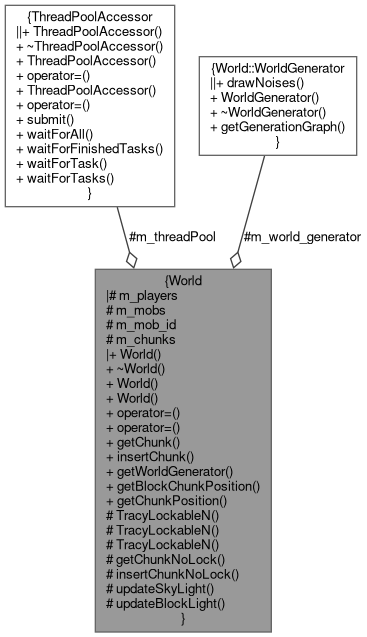 {ThreadPoolAccessor
||+ ThreadPoolAccessor()
+ ~ThreadPoolAccessor()
+ ThreadPoolAccessor()
+ operator=()
+ ThreadPoolAccessor()
+ operator=()
+ submit()
+ waitForAll()
+ waitForFinishedTasks()
+ waitForTask()
+ waitForTasks()
}
{World::WorldGenerator
||+ drawNoises()
+ WorldGenerator()
+ ~WorldGenerator()
+ getGenerationGraph()
}
#m_threadPool
#m_world_generator
{World
|# m_players
# m_mobs
# m_mob_id
# m_chunks
|+ World()
+ ~World()
+ World()
+ World()
+ operator=()
+ operator=()
+ getChunk()
+ insertChunk()
+ getWorldGenerator()
+ getBlockChunkPosition()
+ getChunkPosition()
# TracyLockableN()
# TracyLockableN()
# TracyLockableN()
# getChunkNoLock()
# insertChunkNoLock()
# updateSkyLight()
# updateBlockLight()
}